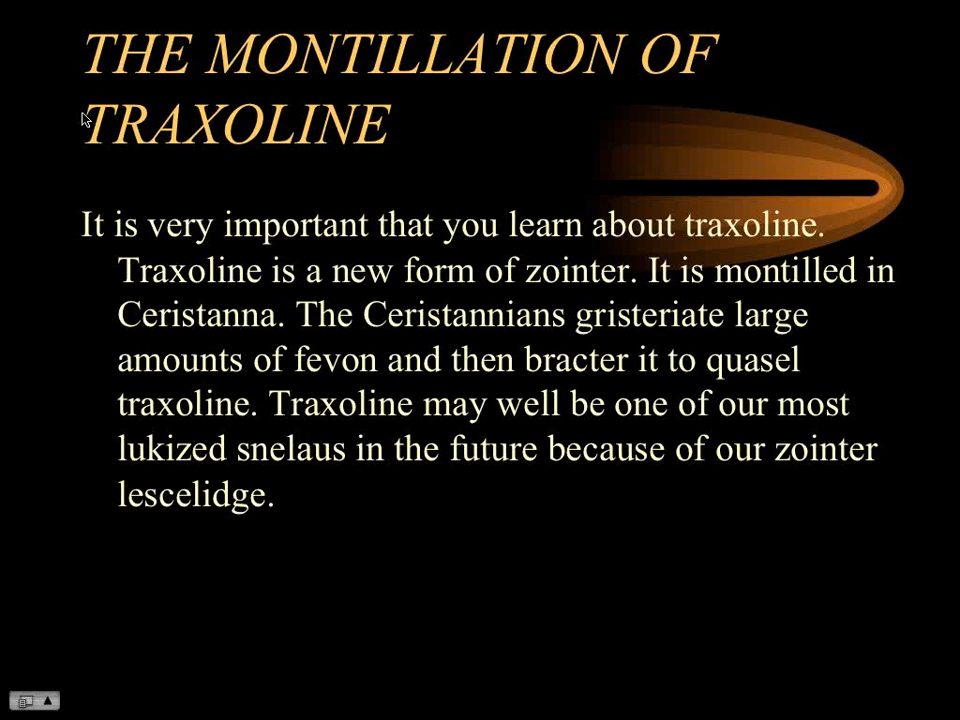 THE MONTILLATION OF
TRAXOLINE
It is very important that you learn about traxoline.
Traxoline is a new form of zointer. It is montilled in
Ceristanna. The Ceristannians gristeriate large
amounts of fevon and then bracter it to quasel
traxoline. Traxoline may well be one of our most
lukized snelaus in the future because of our zointer
lescelidge.